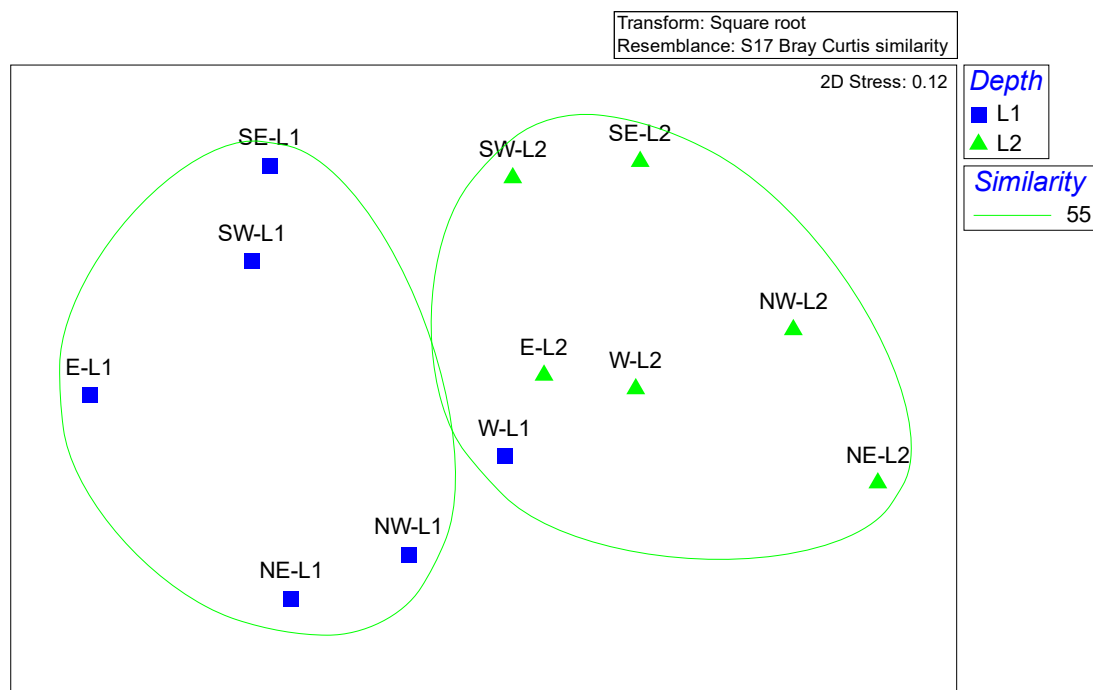 Transform: Square root
Resemblance: S17 Bray Curtis similarity
2D Stress: 0.12
Depth
L1
L2
Similarity
55
SE-L1
SW-L2
SE-L2
SW-L1
NW-L2
E-L1
E-L2
W-L2
W-L1
NE-L2
NW-L1
NE-L1